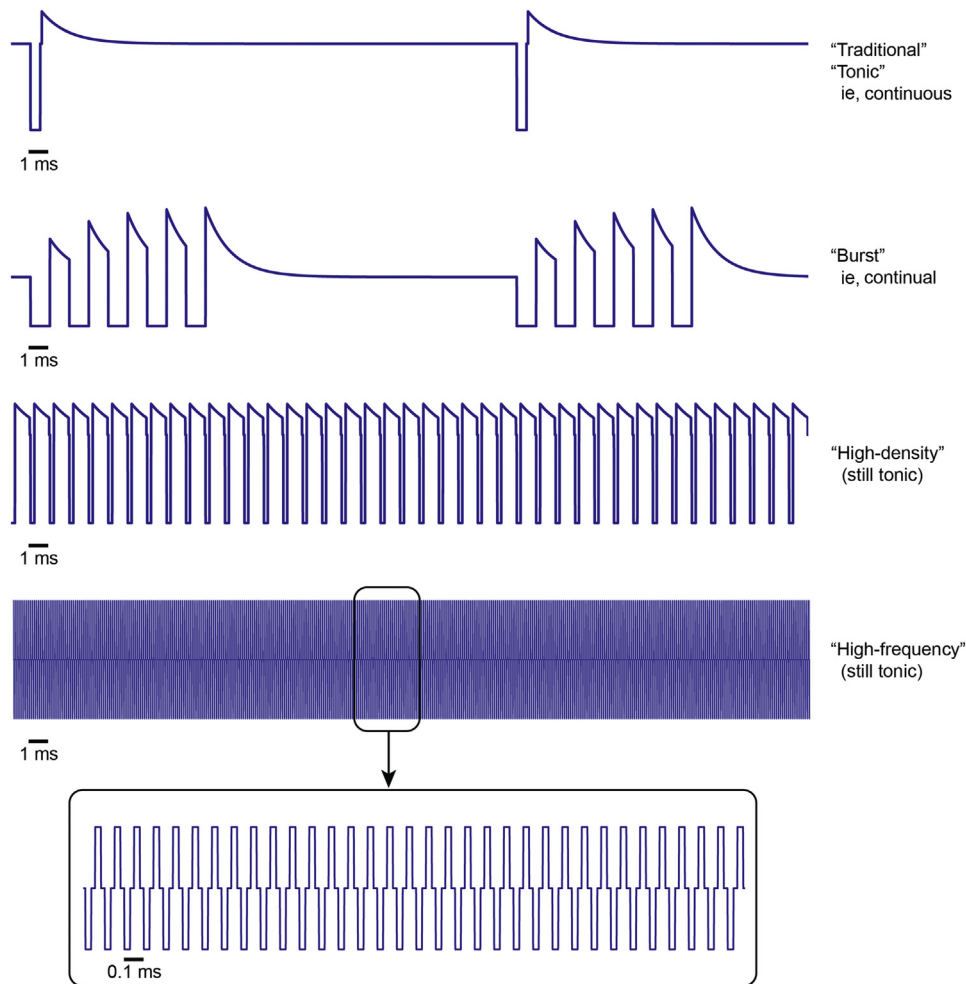 “Traditional”
“Tonic”
ie, continuous
1 ms
“Burst”
ie, continual
1 ms
“High-density”
(still tonic)
1 ms
“High-frequency”
(still tonic)
1 ms
0.1 ms